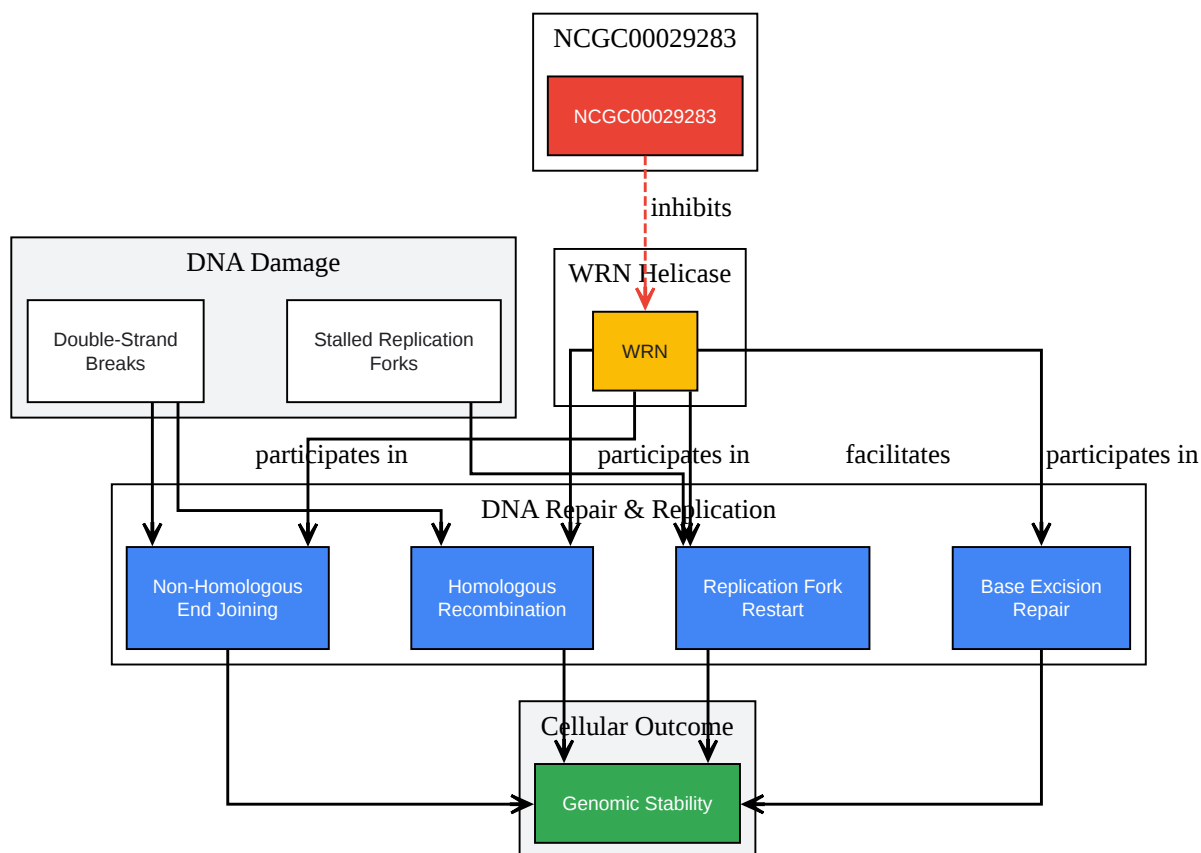 NCGC00029283
NCGC00029283
inhibits
DNA Damage
WRN Helicase
Double-Strand
Breaks
Stalled Replication
Forks
WRN
participates in
participates in
facilitates
participates in
DNA Repair & Replication
Non-Homologous
End Joining
Homologous
Recombination
Replication Fork
Restart
Base Excision
Repair
Cellular Outcome
Genomic Stability